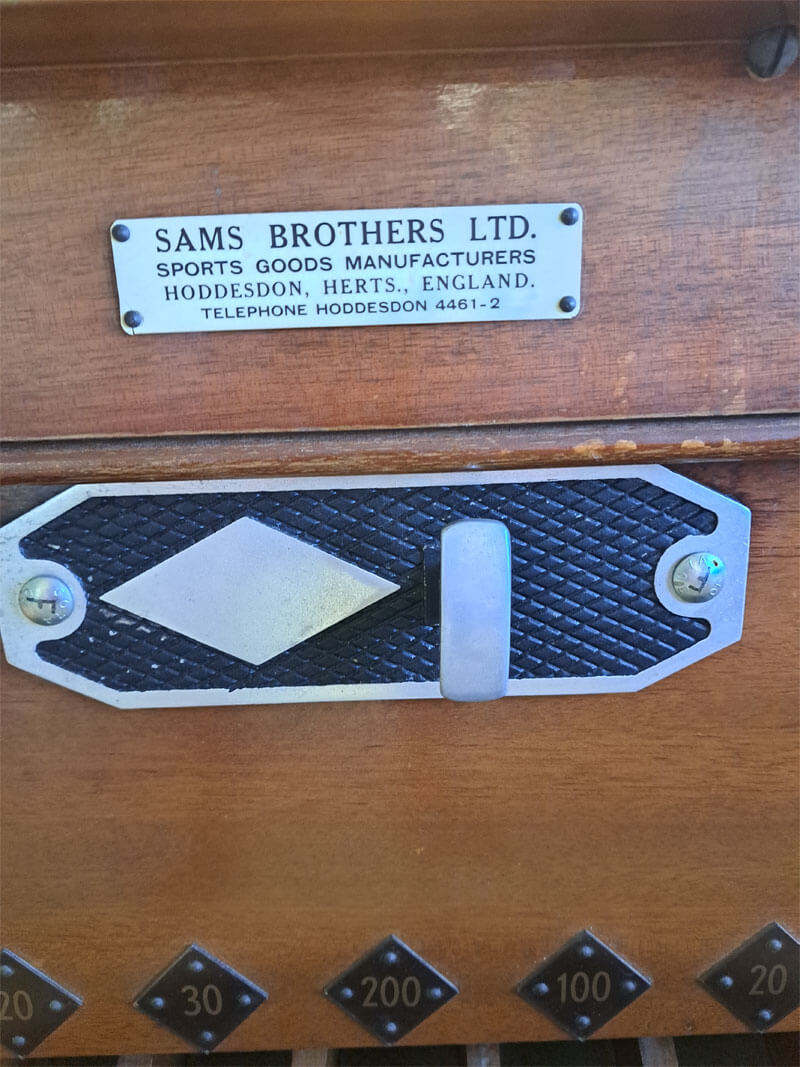 SAMS BROTHERS LTD.
SPORTS GOODS MANUFACTURERS
HODDESDON, HERTS., ENGLAND.
TELEPHONE HODDESDON 4461-2
20 30 200 100 20